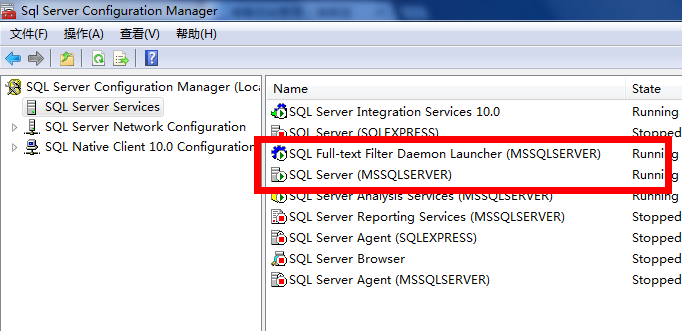 Sql Server Configuration Manager
文件(F) 操作(A) 查看(V) 帮助(H)
SQL Server Configuration Manager (Loca
SQL Server Services
SQL Server Network Configuration
SQL Native Client 10.0 Configuration
Name State
SQL Server Integration Services 10.0 Running
SQL Server (SQLEXPRESS) Stopped
SQL Full-text Filter Daemon Launcher (MSSQLSERVER) Running
SQL Server (MSSQLSERVER) Running
SQL Server Analysis Services (MSSQLSERVER) Running
SQL Server Reporting Services (MSSQLSERVER) Stopped
SQL Server Agent (SQLEXPRESS) Stopped
SQL Server Browser Stopped
SQL Server Agent (MSSQLSERVER) Stopped